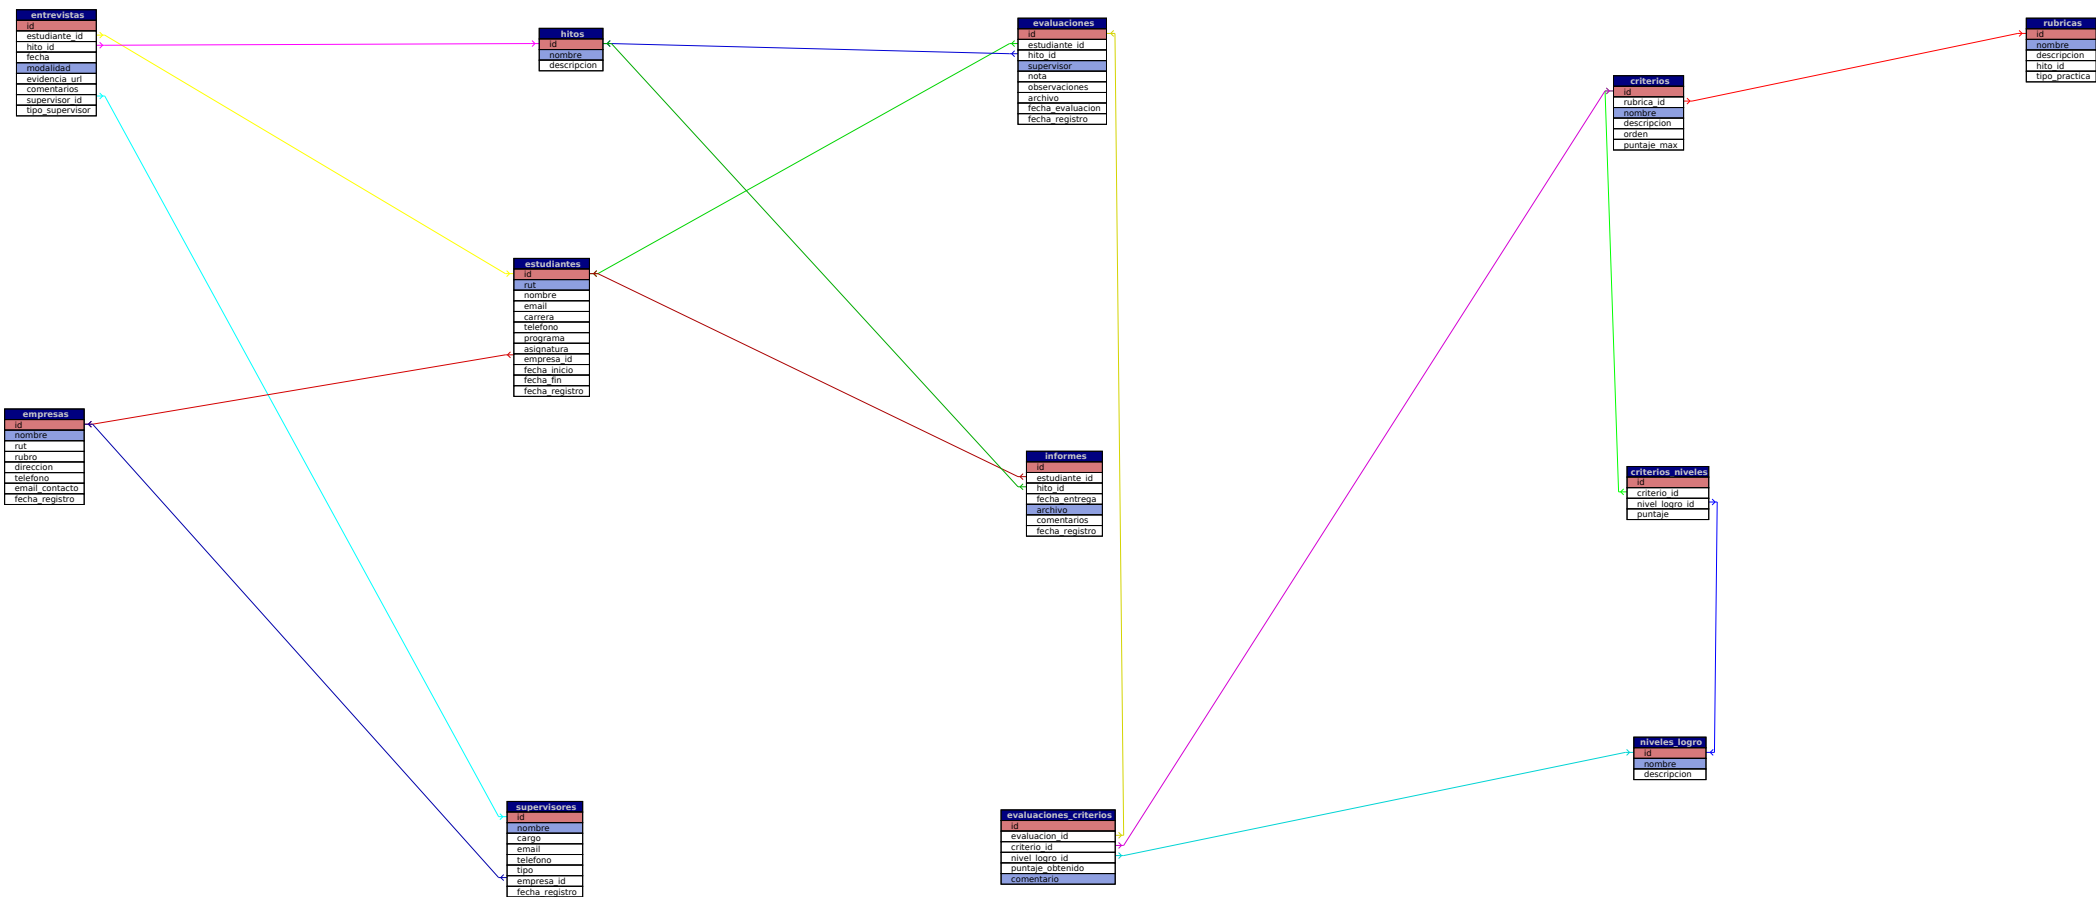 entrevistas
id
estudiante_id
hito_id
fecha
modalidad
evidencia_url
comentarios
supervisor_id
tipo_supervisor
hitos
id
nombre
descripcion
evaluaciones
id
estudiante_id
hito_id
supervisor
nota
observaciones
archivo
fecha_evaluacion
fecha_registro
rubricas
id
nombre
descripcion
hito_id
tipo_practica
criterios
id
rubrica_id
nombre
descripcion
orden
puntaje_max
estudiantes
id
rut
nombre
email
carrera
telefono
programa
asignatura
empresa_id
fecha_inicio
fecha_fin
fecha_registro
empresas
id
nombre
rut
rubro
direccion
telefono
email_contacto
fecha_registro
informes
id
estudiante_id
hito_id
fecha_entrega
archivo
comentarios
fecha_registro
criterios_niveles
id
criterio_id
nivel_logro_id
puntaje
niveles_logro
id
nombre
descripcion
supervisores
id
nombre
cargo
email
telefono
tipo
empresa_id
fecha_registro
evaluaciones_criterios
id
evaluacion_id
criterio_id
nivel_logro_id
puntaje_obtenido
comentario